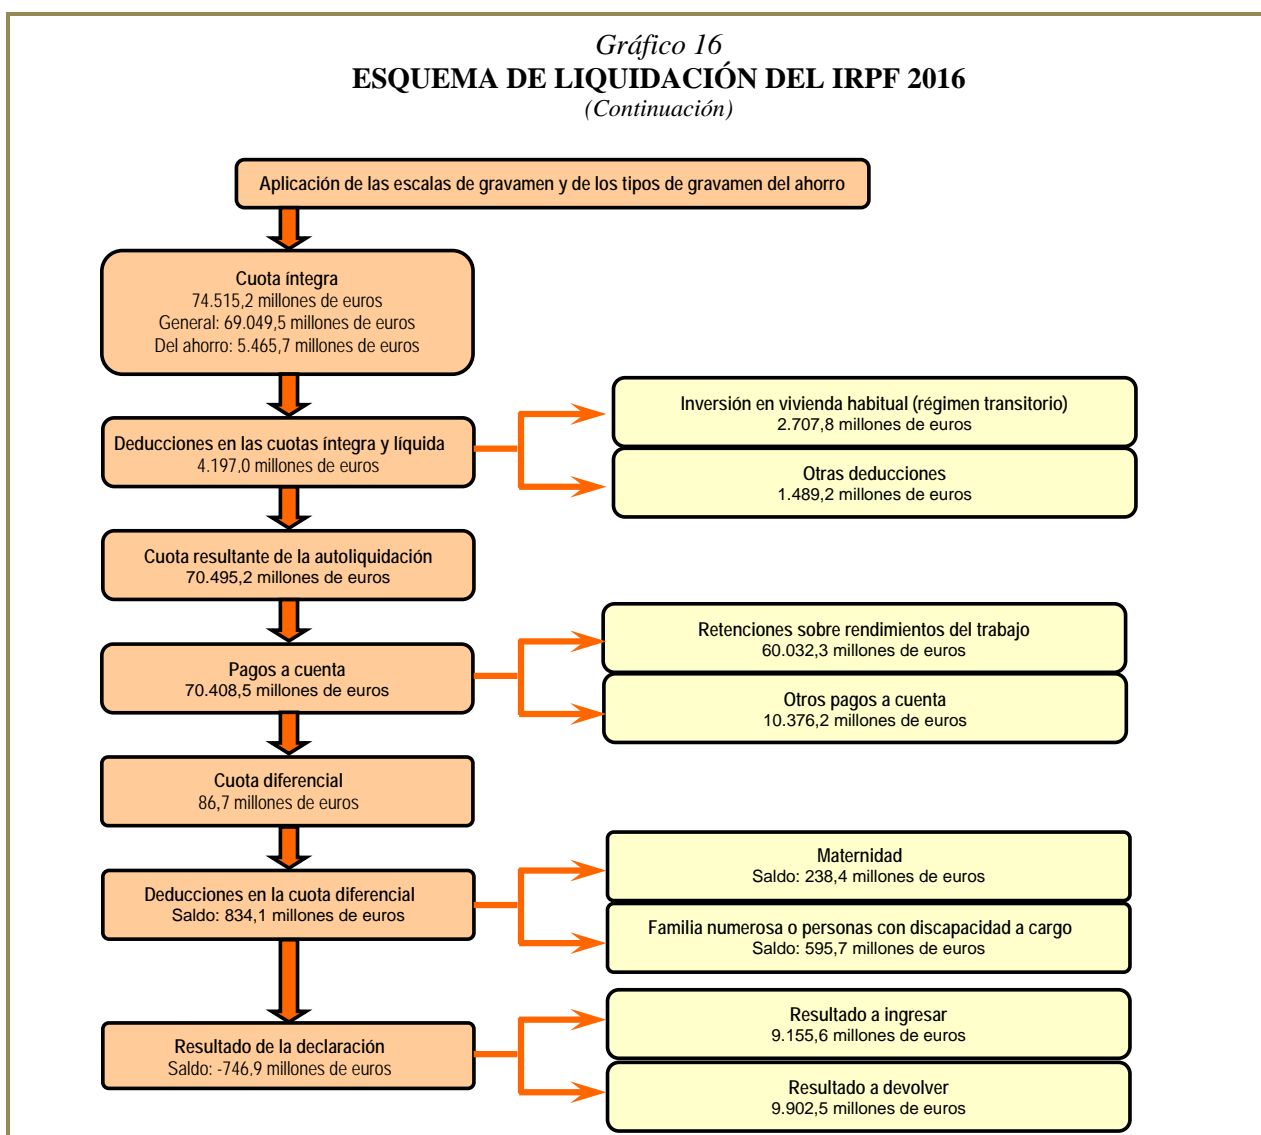 Gráfico 16
ESQUEMA DE LIQUIDACIÓN DEL IRPF 2016
(Continuación)
Aplicación de las escalas de gravamen y de los tipos de gravamen del ahorro
Cuota íntegra
74.515,2 millones de euros
General: 69.049,5 millones de euros
Del ahorro: 5.465,7 millones de euros
Deducciones en las cuotas íntegra y líquida
4.197,0 millones de euros
Inversión en vivienda habitual (régimen transitorio)
2.707,8 millones de euros
Otras deducciones
1.489,2 millones de euros
Cuota resultante de la autoliquidación
70.495,2 millones de euros
Pagos a cuenta
70.408,5 millones de euros
Retenciones sobre rendimientos del trabajo
60.032,3 millones de euros
Otros pagos a cuenta
10.376,2 millones de euros
Cuota diferencial
86,7 millones de euros
Deducciones en la cuota diferencial
Saldo: 834,1 millones de euros
Maternidad
Saldo: 238,4 millones de euros
Familia numerosa o personas con discapacidad a cargo
Saldo: 595,7 millones de euros
Resultado de la declaración
Saldo: -746,9 millones de euros
Resultado a ingresar
9.155,6 millones de euros
Resultado a devolver
9.902,5 millones de euros